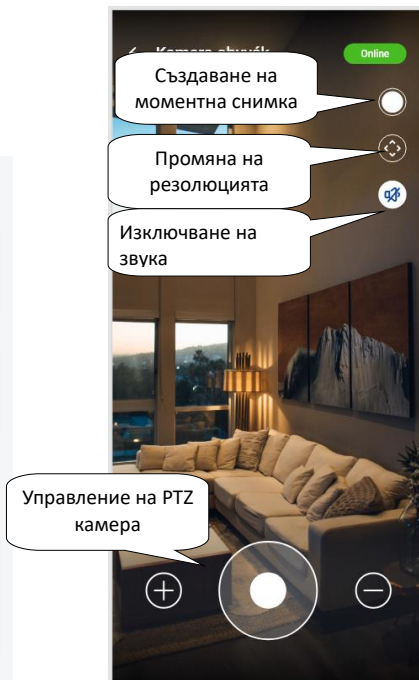 Online
Създаване на
моментна снимка
Промяна на
резолюцията
Изключване на
звука
Управление на PTZ
камера